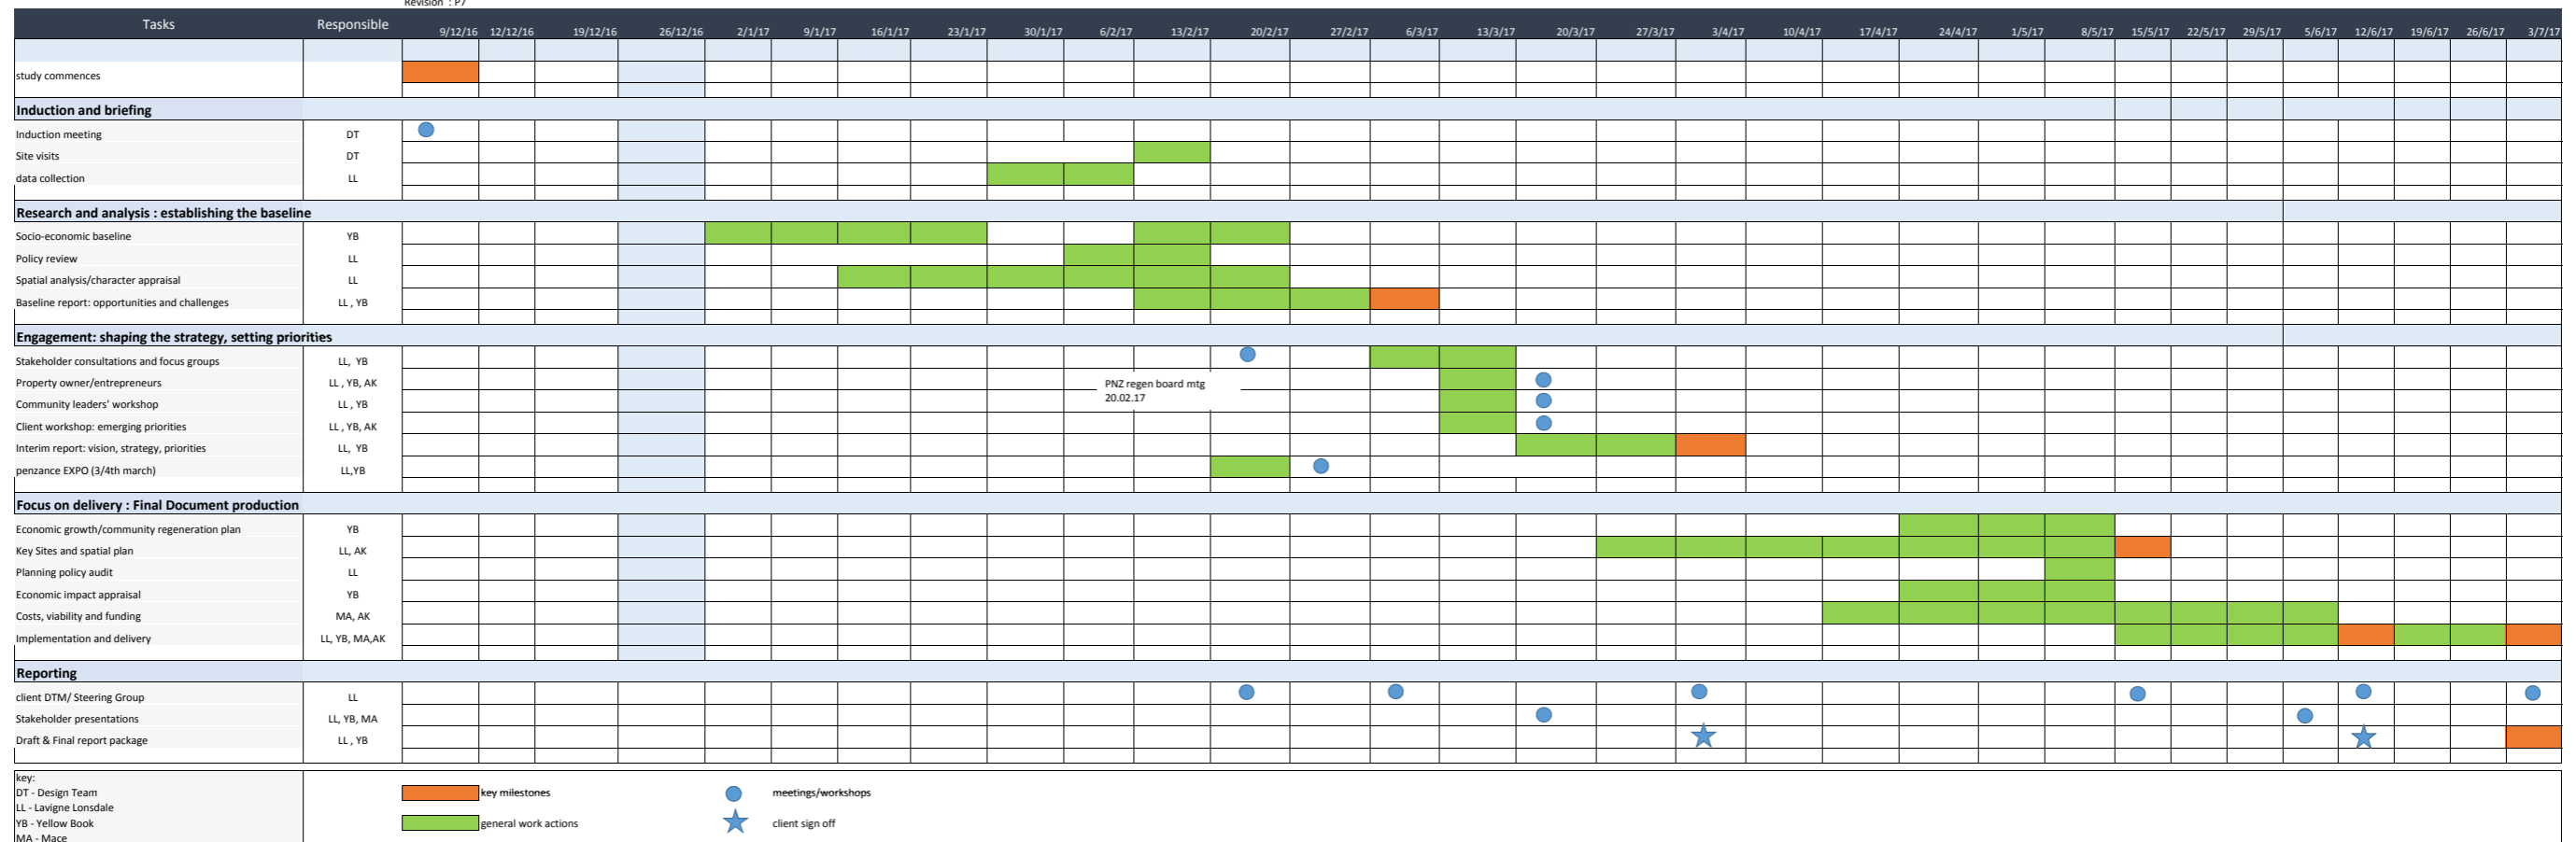 Revision : P7
Tasks Responsible 9/12/16 12/12/16 19/12/16 26/12/16 2/1/17 9/1/17 16/1/17 23/1/17 30/1/17 6/2/17 13/2/17 20/2/17 27/2/17 6/3/17 13/3/17 20/3/17 27/3/17 3/4/17 10/4/17 17/4/17 24/4/17 1/5/17 8/5/17 15/5/17 22/5/17 29/5/17 5/6/17 12/6/17 19/6/17 26/6/17 3/7/17
study commences
Induction and briefing
Induction meeting DT
Site visits DT
data collection LL
Research and analysis : establishing the baseline
Socio-economic baseline YB
Policy review LL
Spatial analysis/character appraisal LL
Baseline report: opportunities and challenges LL , YB
Engagement: shaping the strategy, setting priorities
Stakeholder consultations and focus groups LL, YB
Property owner/entrepreneurs LL , YB, AK PNZ regen board mtg
20.02.17
Community leaders' workshop LL , YB
Client workshop: emerging priorities LL , YB, AK
Interim report: vision, strategy, priorities LL, YB
penzance EXPO (3/4th march) LL,YB
Focus on delivery : Final Document production
Economic growth/community regeneration plan YB
Key Sites and spatial plan LL, AK
Planning policy audit LL
Economic impact appraisal YB
Costs, viability and funding MA, AK
Implementation and delivery LL, YB, MA,AK
Reporting
client DTM/ Steering Group LL
Stakeholder presentations LL, YB, MA
Draft & Final report package LL , YB
key:
DT - Design Team key milestones meetings/workshops
LL - Lavigne Lonsdale
YB - Yellow Book general work actions client sign off
MA - Mace